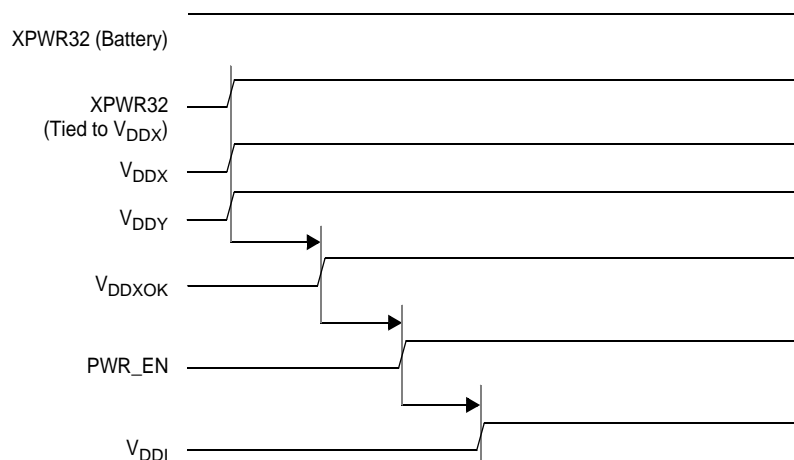 XPWR32 (Battery)
XPWR32
(Tied to VDDX)
VDDX
VDDY
VDDXOK
PWR_EN
VDDI